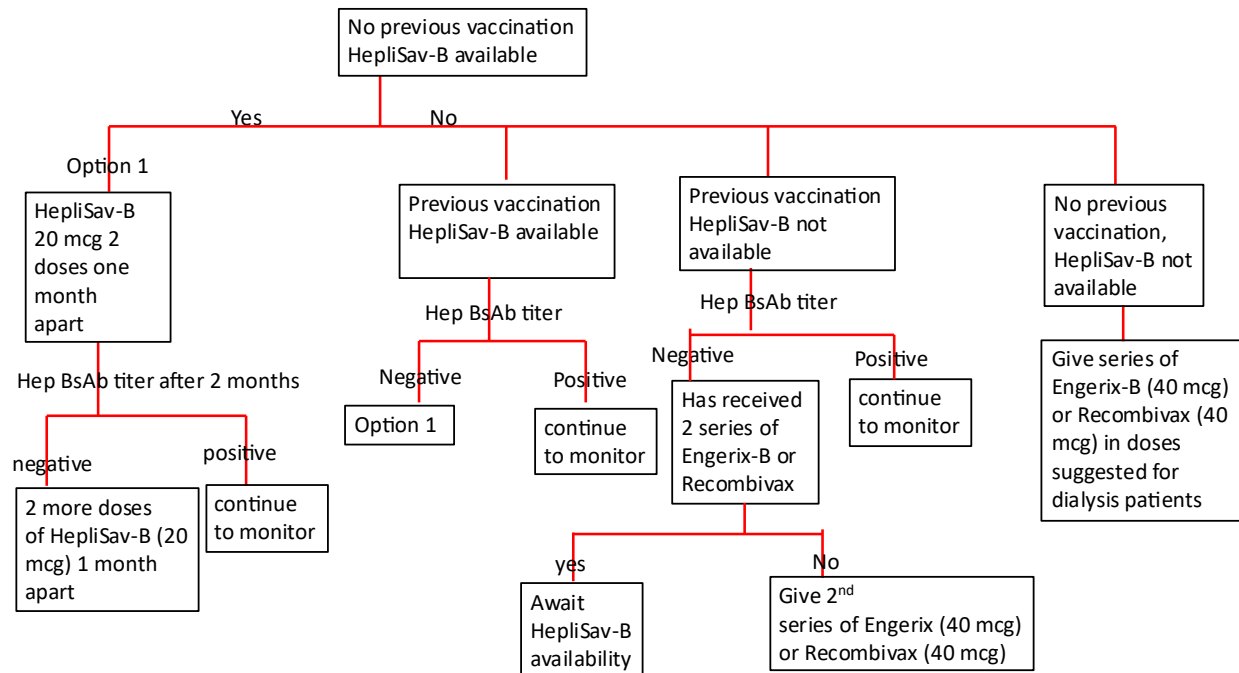 No previous vaccination
HepliSav-B available
Yes
No
Option 1
HepliSav-B
20 mcg 2
doses one
month
apart
Hep BsAb titer after 2 months
negative
positive
2 more doses
of HepliSav-B (20
mcg) 1 month
apart
continue
to monitor
Previous vaccination
HepliSav-B available
Hep BsAb titer
Negative
Positive
Option 1
continue
to monitor
Previous vaccination
HepliSav-B not
available
Hep BsAb titer
Negative
Positive
Has received
2 series of
Engerix-B or
Recombivax
continue
to monitor
yes
No
Await
HepliSav-B
availability
Give 2nd
series of Engerix (40 mcg)
or Recombivax (40 mcg)
No previous
vaccination,
HepliSav-B not
available
Give series of
Engerix-B (40 mcg)
or Recombivax (40
mcg) in doses
suggested for
dialysis patients